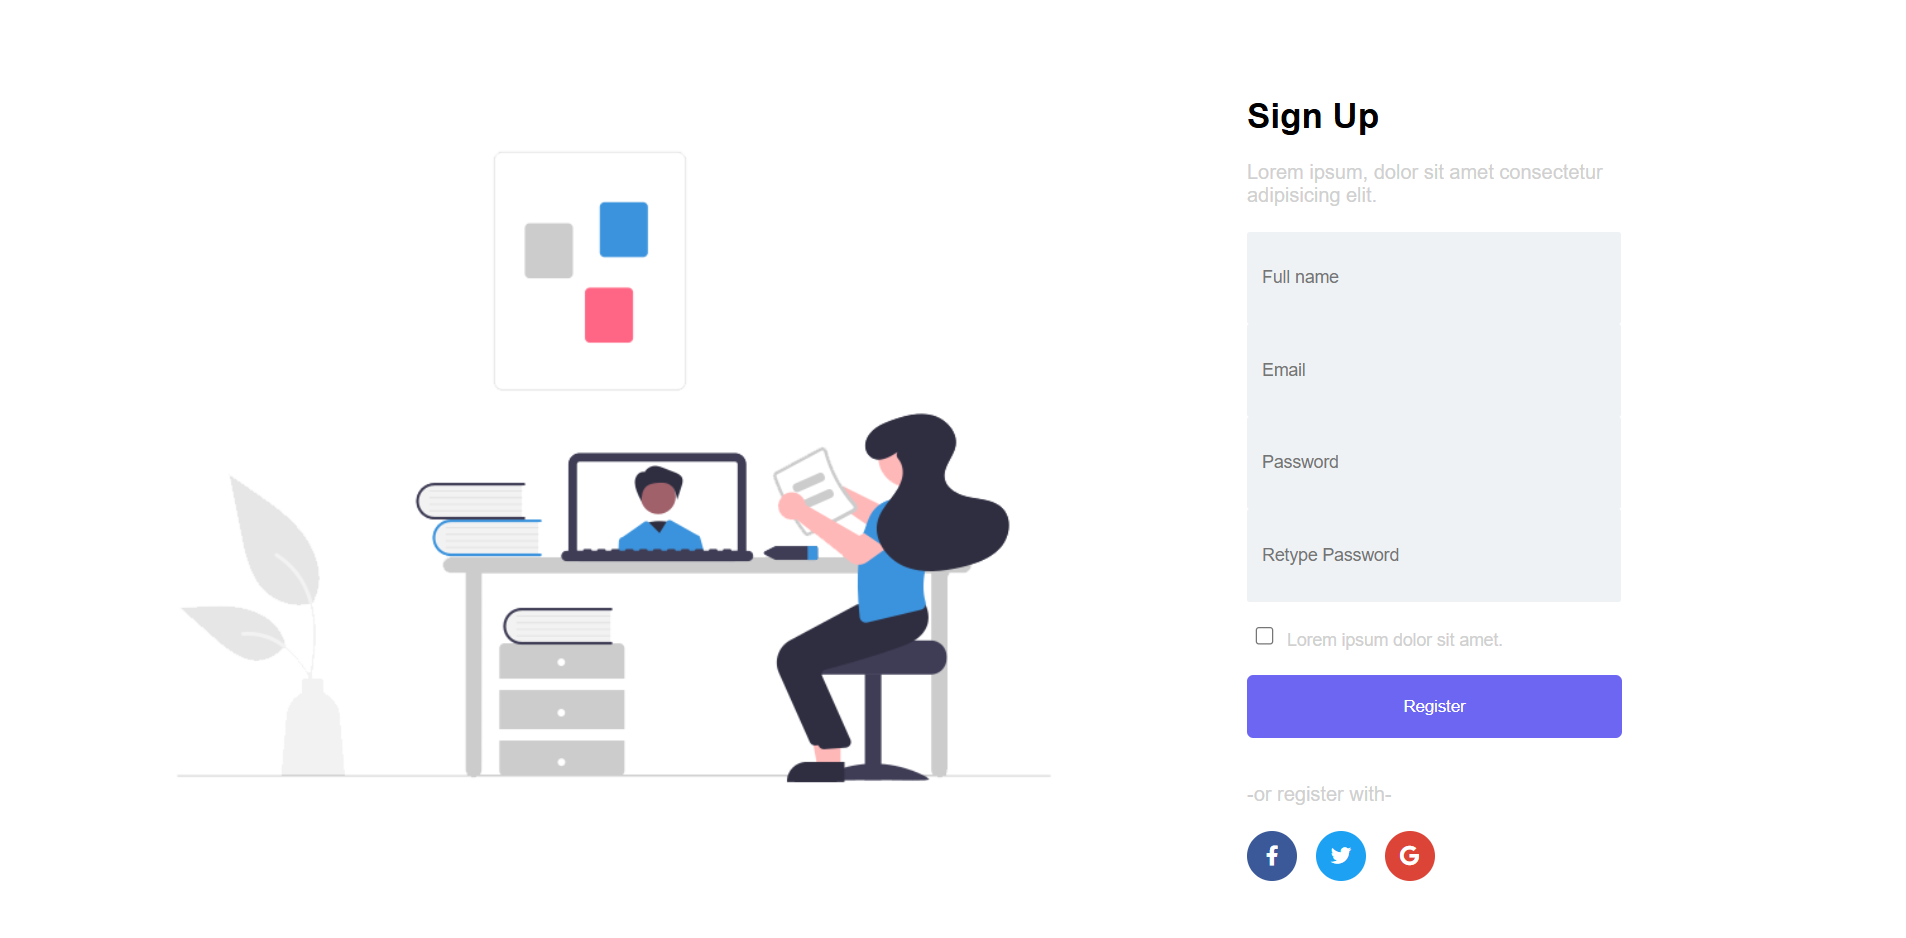 Sign Up
Lorem ipsum, dolor sit amet consectetur
adipisicing elit.
Full name
Email
Password
Retype Password
Lorem ipsum dolor sit amet.
Register
-or register with-